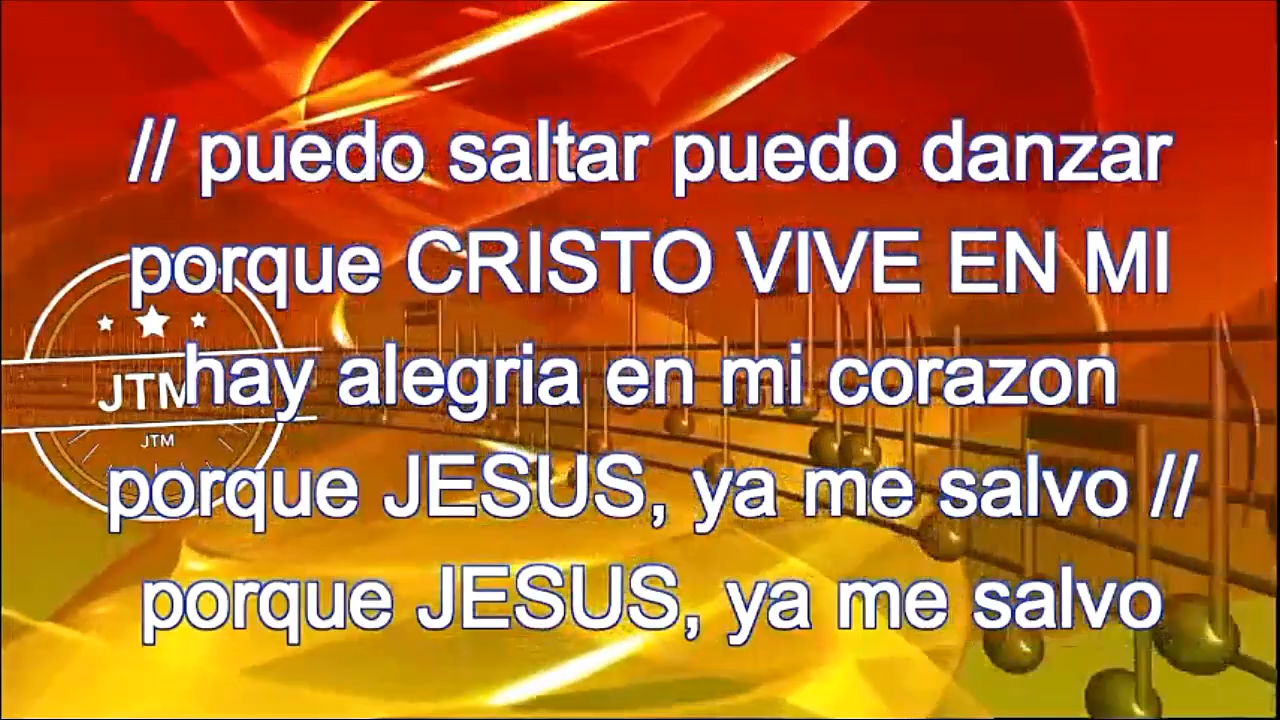 // puedo saltar puedo danzar
porque CRISTO VIVE EN MI
hay alegria en mi corazon
porque JESUS, ya me salvo //
porque JESUS, ya me salvo
JTM
JTM